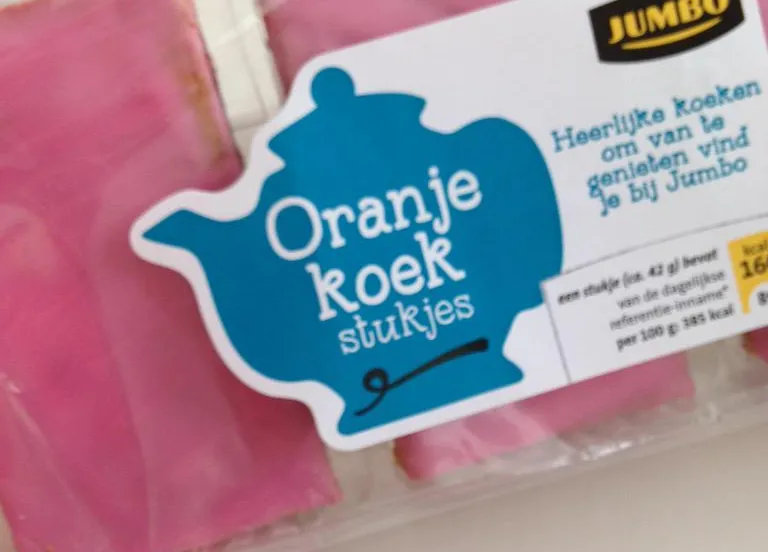 JUMBO
Heerlijke koeken
om van te
genieten vind
je bij Jumbo
Oranje
koek
stukjes
een stukje (ca. 42 g) bevat
van de dagelijkse
referentie-inname*
per 100 g: 385 kcal
kcal